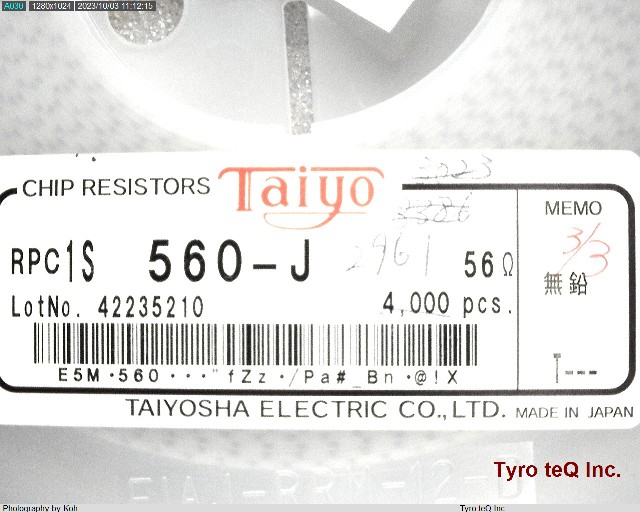 A030 1280x1024 2023/10/03 11:12:15
CHIP RESISTORS Taiyo
3223
MEMO
3/3
RPC1S 560-J 2961 56Ω
無鉛
LotNo. 42235210 4,000 pcs.
E5M·560···"fZz·/Pa#_Bn·@!X
T---
TAIYOSHA ELECTRIC CO.,LTD. MADE IN JAPAN
Tyro teQ Inc.
Photography by Koh Tyro teQ Inc